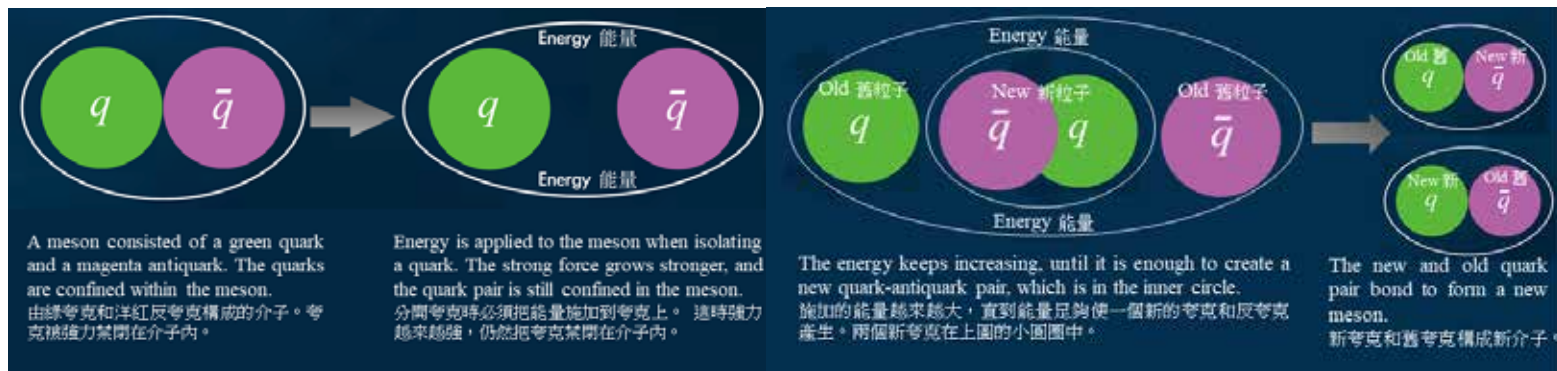 q
q̄
Energy 能量
q
q̄
Energy 能量
A meson consisted of a green quark
and a magenta antiquark. The quarks
are confined within the meson.
由綠夸克和洋紅反夸克構成的介子。夸
克被強力禁閉在介子內。
Energy is applied to the meson when isolating
a quark. The strong force grows stronger, and
the quark pair is still confined in the meson.
分開夸克時必須把能量施加到夸克上。 這時強力
越來越強，仍然把夸克禁閉在介子內。
Energy 能量
Old 舊粒子
New 新粒子
Old 舊粒子
q
q̄
q
q̄
Energy 能量
The energy keeps increasing, until it is enough to create a
new quark-antiquark pair, which is in the inner circle.
施加的能量越來越大，直到能量足夠使一個新的夸克和反夸克
產生。兩個新夸克在上圖的小圓圈中。
Old 舊
New 新
q
q̄
New 新
Old 舊
q
q̄
The new and old quark
pair bond to form a new
meson.
新夸克和舊夸克構成新介子。